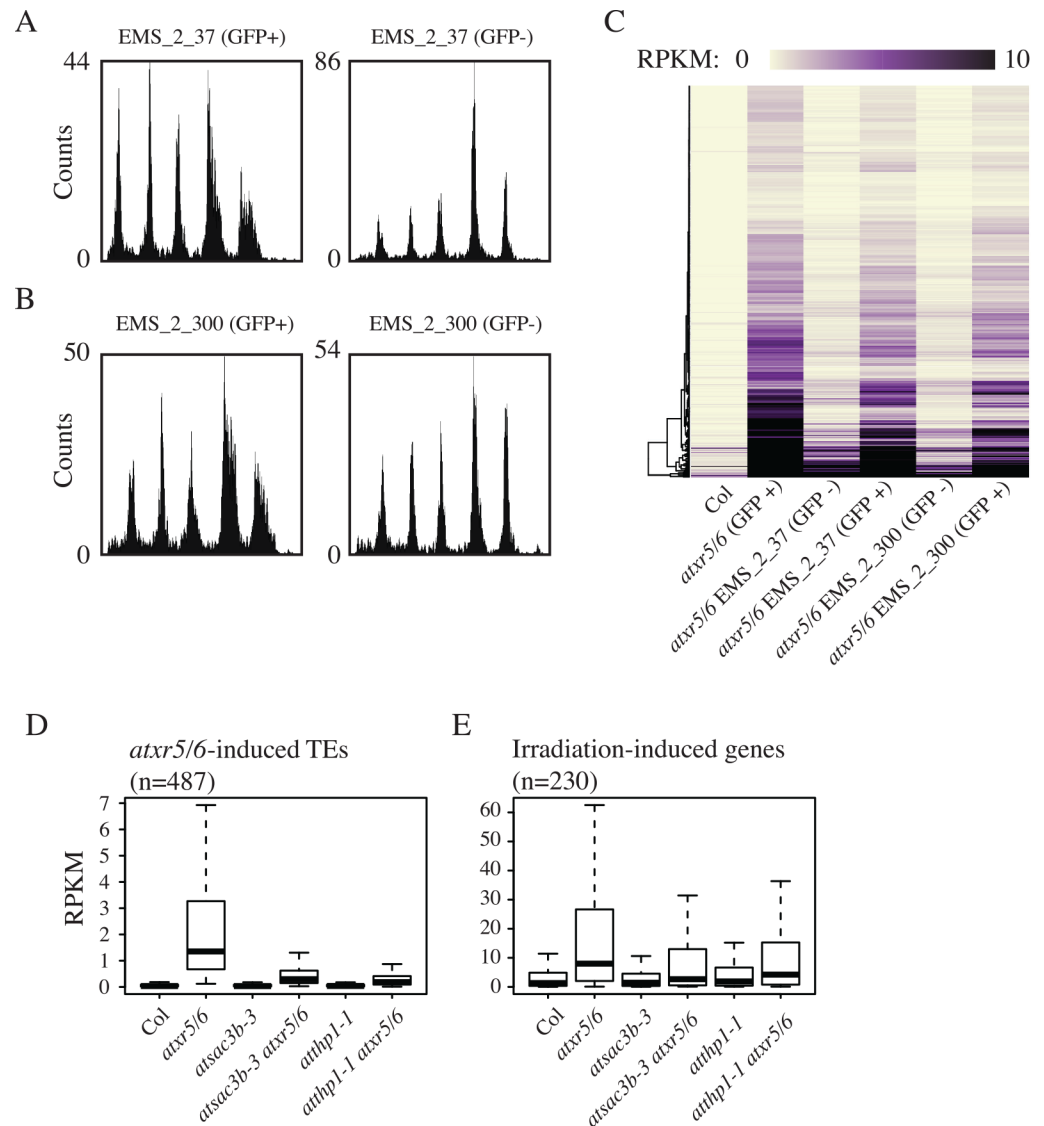 A
EMS_2_37 (GFP+)
EMS_2_37 (GFP-)
44
86
Counts
0
0
B
EMS_2_300 (GFP+)
EMS_2_300 (GFP-)
50
54
Counts
0
0
C
RPKM: 0
10
Col
atxr5/6 (GFP +)
atxr5/6 EMS_2_37 (GFP -)
atxr5/6 EMS_2_37 (GFP +)
atxr5/6 EMS_2_300 (GFP -)
atxr5/6 EMS_2_300 (GFP +)
D
atxr5/6-induced TEs
(n=487)
RPKM
7
6
5
4
3
2
1
0
Col
atxr5/6
atsac3b-3
atsac3b-3 atxr5/6
atthp1-1
atthp1-1 atxr5/6
E
Irradiation-induced genes
(n=230)
60
50
40
30
20
10
0
Col
atxr5/6
atsac3b-3
atsac3b-3 atxr5/6
atthp1-1
atthp1-1 atxr5/6